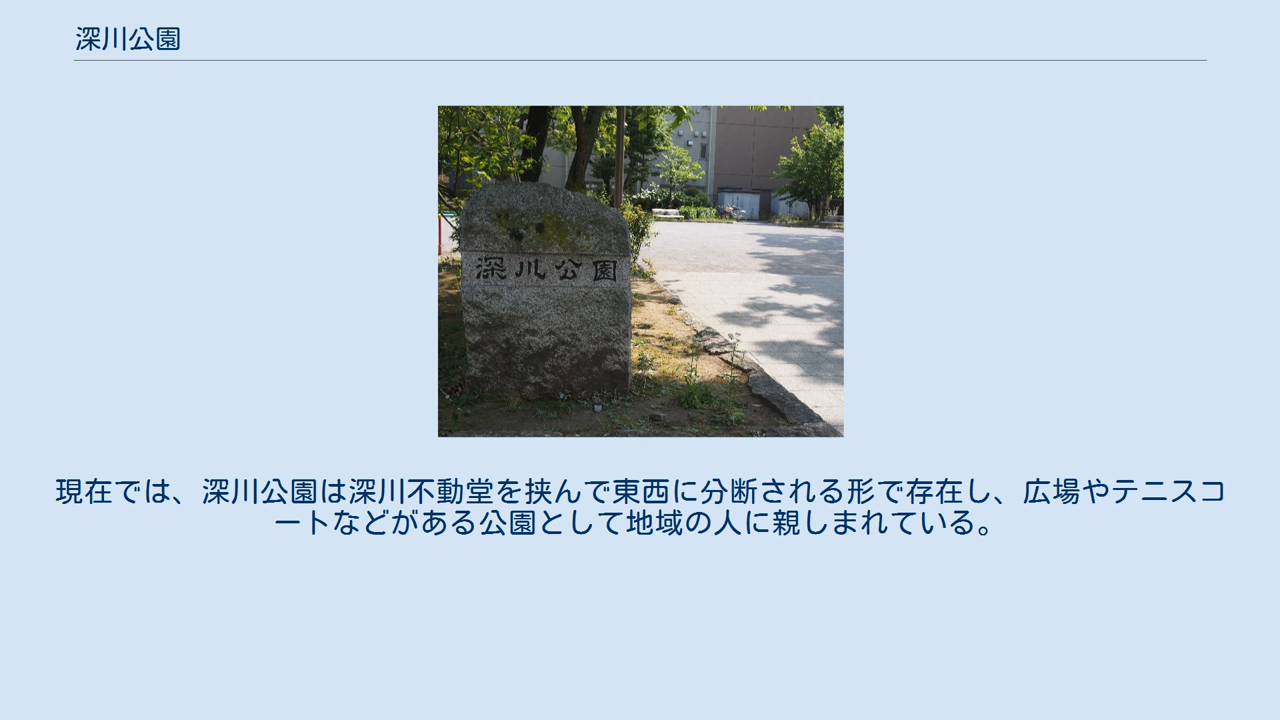 深川公園
深川公園
現在では、深川公園は深川不動堂を挟んで東西に分断される形で存在し、広場やテニスコ
ートなどがある公園として地域の人に親しまれている。